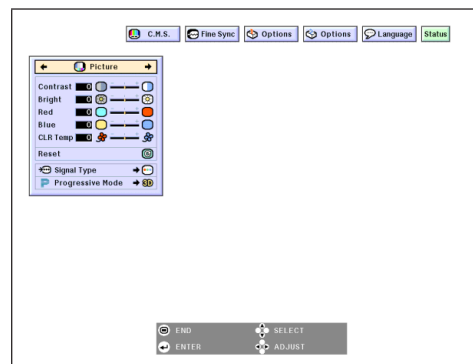 C.M.S. Fine Sync Options Options Language Status
Picture
Contrast 0
Bright 0
Red 0
Blue 0
CLR Temp 0
Reset
Signal Type
Progressive Mode 3D
END SELECT
ENTER ADJUST